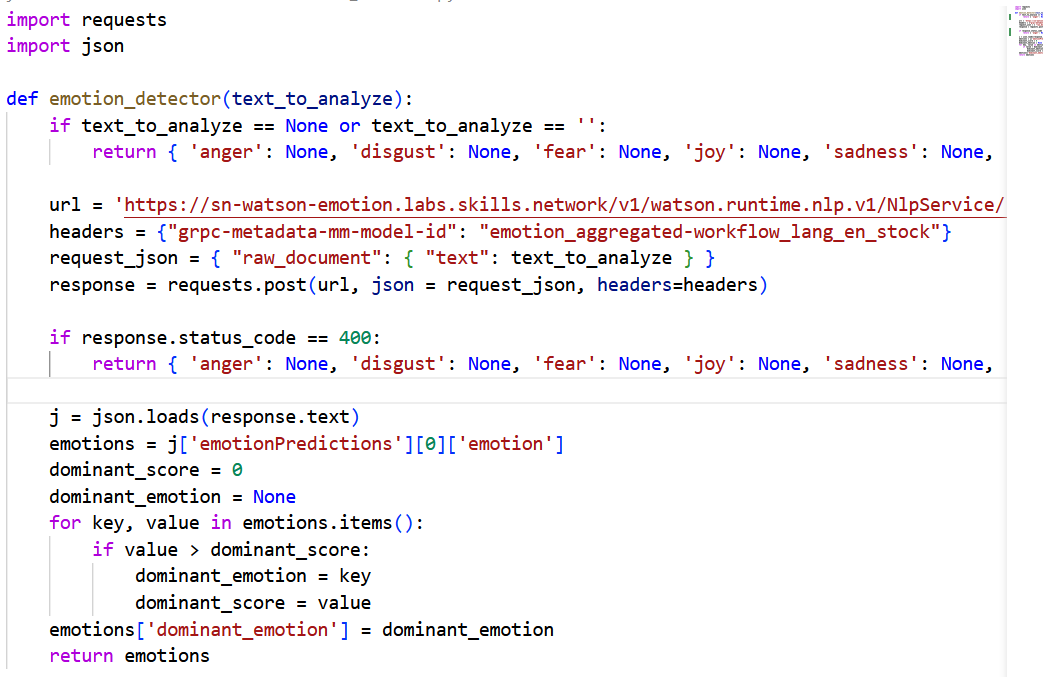 import requests
import json
def emotion_detector(text_to_analyze):
    if text_to_analyze == None or text_to_analyze == '':
        return { 'anger': None, 'disgust': None, 'fear': None, 'joy': None, 'sadness': None,
    url = 'https://sn-watson-emotion.labs.skills.network/v1/watson.runtime.nlp.v1/NlpService/
    headers = {"grpc-metadata-mm-model-id": "emotion_aggregated-workflow_lang_en_stock"}
    request_json = { "raw_document": { "text": text_to_analyze } }
    response = requests.post(url, json = request_json, headers=headers)
    if response.status_code == 400:
        return { 'anger': None, 'disgust': None, 'fear': None, 'joy': None, 'sadness': None,
    j = json.loads(response.text)
    emotions = j['emotionPredictions'][0]['emotion']
    dominant_score = 0
    dominant_emotion = None
    for key, value in emotions.items():
        if value > dominant_score:
            dominant_emotion = key
            dominant_score = value
    emotions['dominant_emotion'] = dominant_emotion
    return emotions